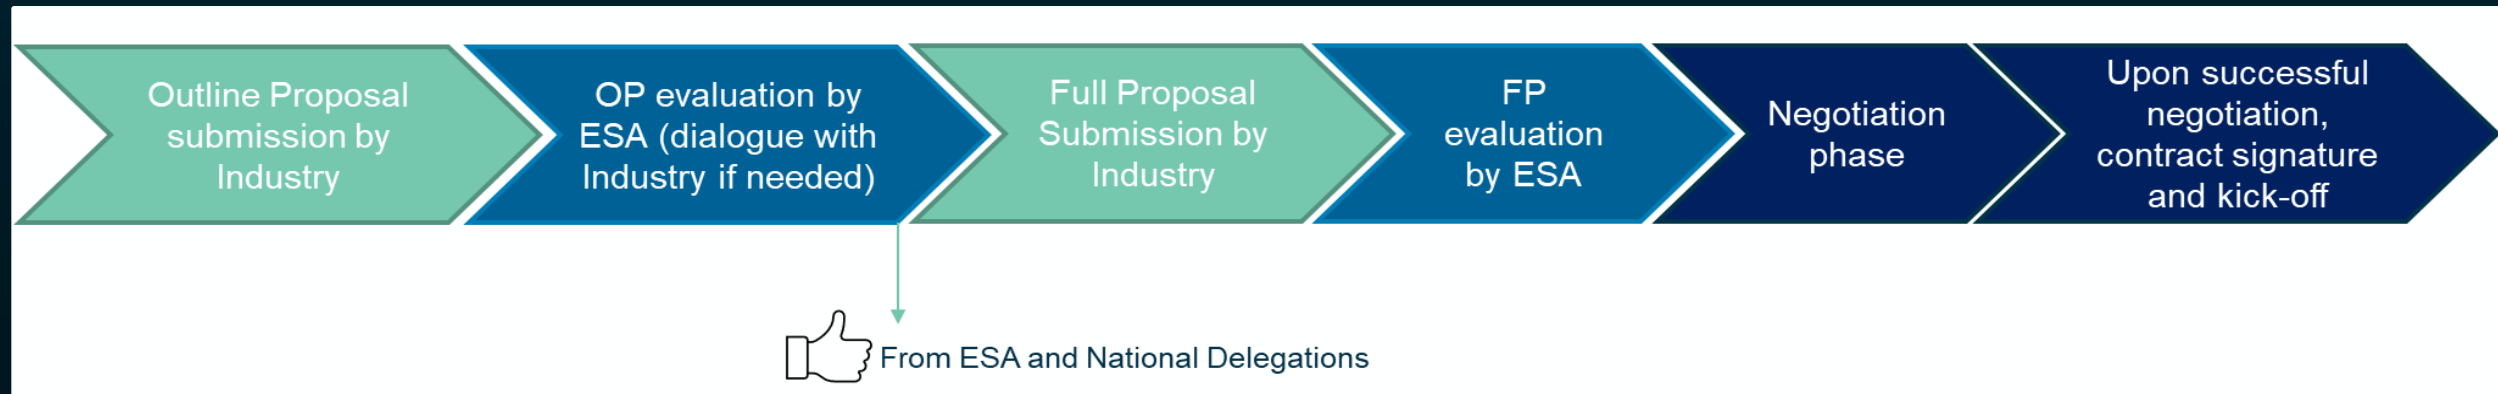 Outline Proposal
submission by
Industry
OP evaluation by
ESA (dialogue with
Industry if needed)
Full Proposal
Submission by
Industry
FP
evaluation
by ESA
Negotiation
phase
Upon successful
negotiation,
contract signature
and kick-off
From ESA and National Delegations